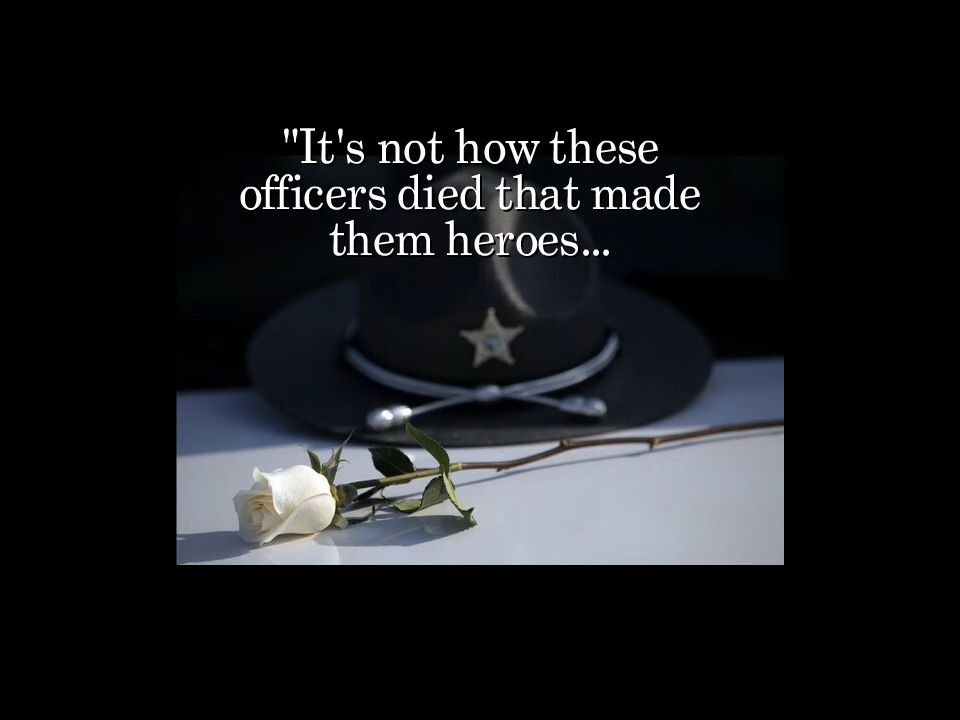 "It's not how these
officers died that made
them heroes...